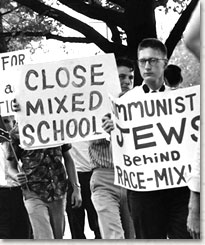 FOR
a
CLOSE
MIXED
SCHOOL
MMUNIST
JEWS
BEHIND
RACE-MIX